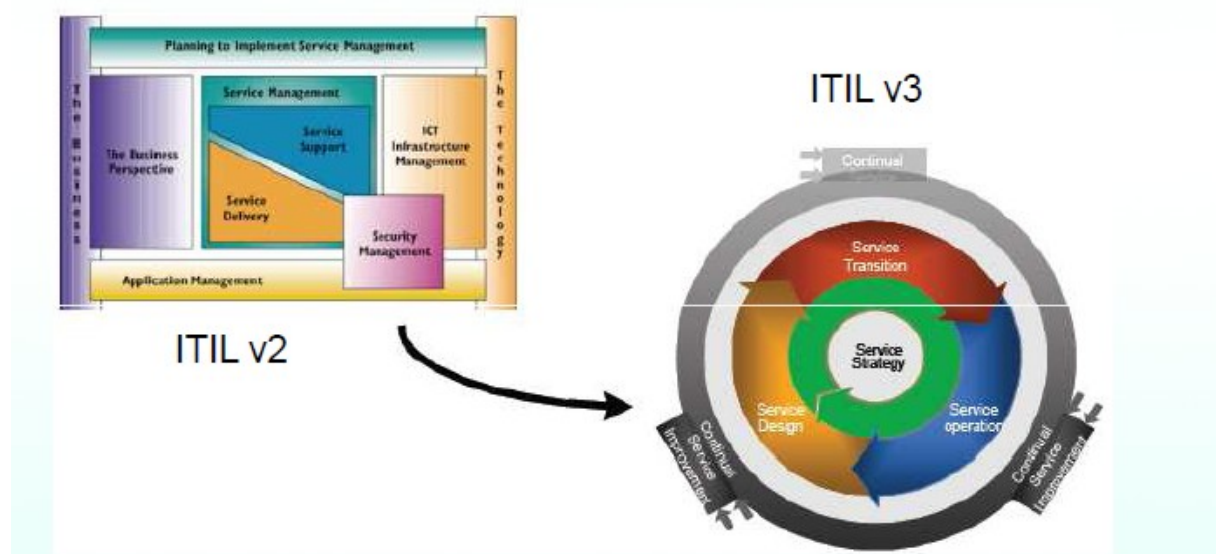 Planning to Implement Service Management
The Business
The Business
Perspective
Service Management
Service
Support
Service
Delivery
ICT
Infrastructure
Management
Security
Management
The Technology
Application Management
ITIL v2
ITIL v3
Continual
Service
Transition
Service
Strategy
Service
Design
Service
operation
Continual
Service
Improvement
Continual
Service
Improvement